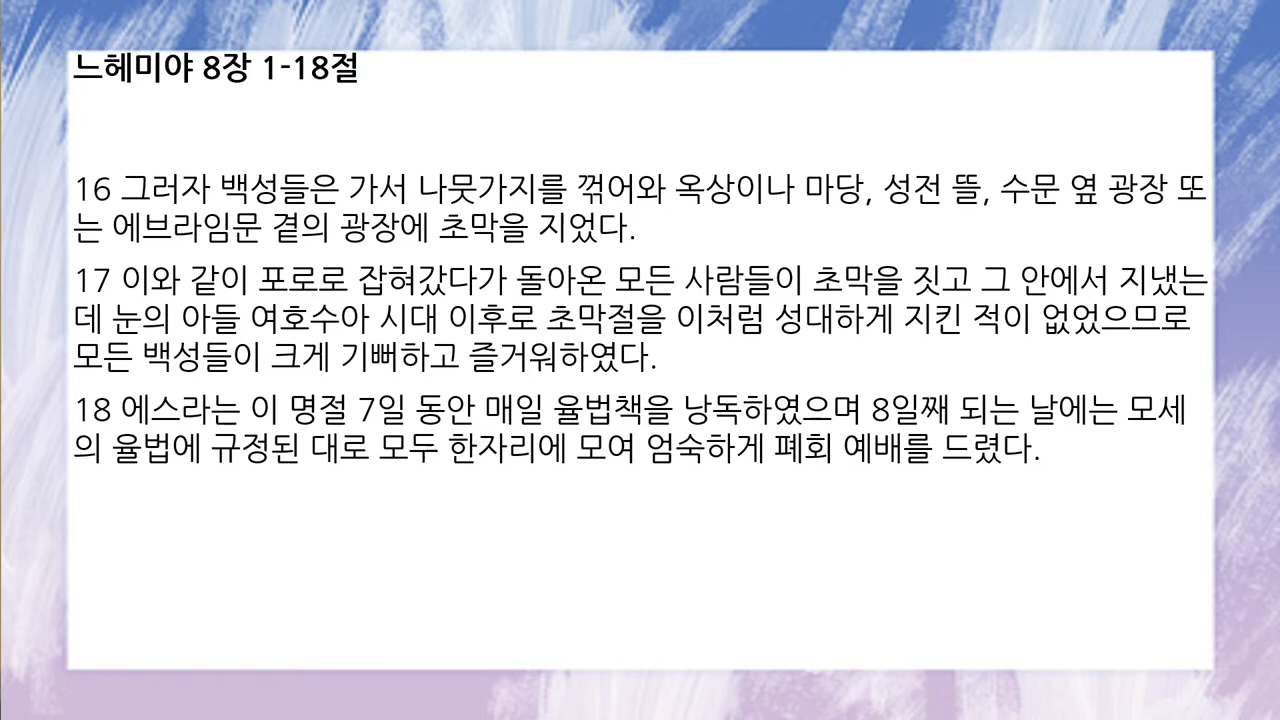 느헤미야 8장 1-18절
16 그러자 백성들은 가서 나뭇가지를 꺾어와 옥상이나 마당, 성전 뜰, 수문 옆 광장 또
는 에브라임문 곁의 광장에 초막을 지었다.
17 이와 같이 포로로 잡혀갔다가 돌아온 모든 사람들이 초막을 짓고 그 안에서 지냈는
데 눈의 아들 여호수아 시대 이후로 초막절을 이처럼 성대하게 지킨 적이 없었으므로
모든 백성들이 크게 기뻐하고 즐거워하였다.
18 에스라는 이 명절 7일 동안 매일 율법책을 낭독하였으며 8일째 되는 날에는 모세
의 율법에 규정된 대로 모두 한자리에 모여 엄숙하게 폐회 예배를 드렸다.